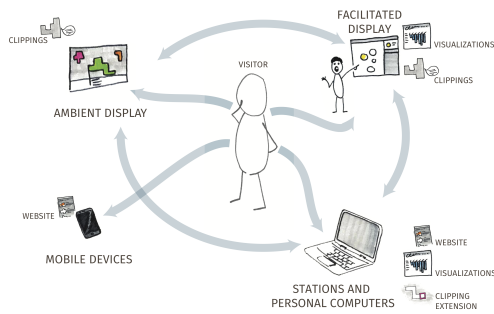 CLIPPINGS
AMBIENT DISPLAY
VISITOR
FACILITATED
DISPLAY
VISUALIZATIONS
CLIPPINGS
WEBSITE
MOBILE DEVICES
STATIONS AND
PERSONAL COMPUTERS
WEBSITE
VISUALIZATIONS
CLIPPING
EXTENSION